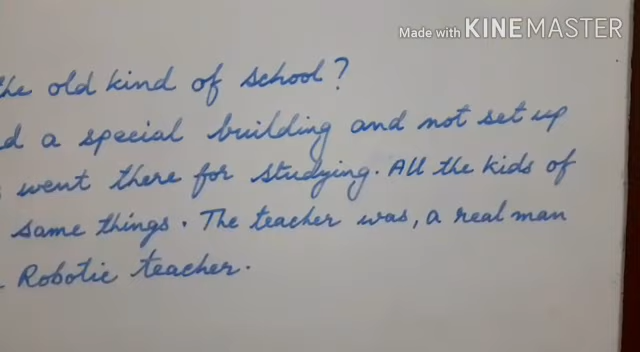 Made with KINEMASTER
the old kind of school?
d a special building and not set up
went there for studying. All the kids of
same things. The teacher was, a real man
Robotic teacher.